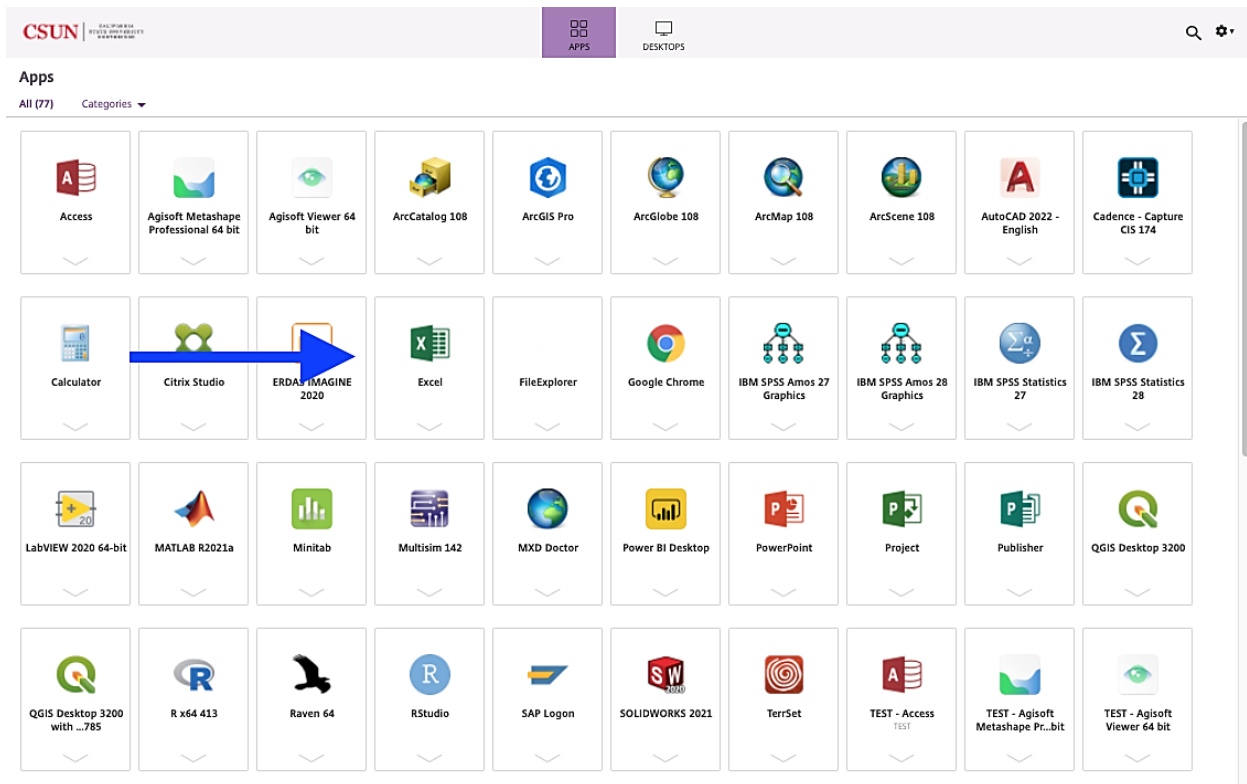 CSUN CALIFORNIA
STATE UNIVERSITY
NORTHRIDGE
APPS DESKTOPS
Apps
All (77) Categories
Access Agisoft Metashape Agisoft Viewer 64 ArcCatalog 108 ArcGIS Pro ArcGlobe 108 ArcMap 108 ArcScene 108 AutoCAD 2022 - Cadence - Capture
Professional 64 bit bit English CIS 174
Calculator Citrix Studio ERDAS IMAGINE Excel FileExplorer Google Chrome IBM SPSS Amos 27 IBM SPSS Amos 28 IBM SPSS Statistics IBM SPSS Statistics
2020 Graphics Graphics 27 28
LabVIEW 2020 64-bit MATLAB R2021a Minitab Multisim 142 MXD Doctor Power BI Desktop PowerPoint Project Publisher QGIS Desktop 3200
QGIS Desktop 3200 R x64 413 Raven 64 RStudio SAP Logon SOLIDWORKS 2021 TerrSet TEST - Access TEST - Agisoft TEST - Agisoft
with ...785 TEST Metashape Pr...bit Viewer 64 bit